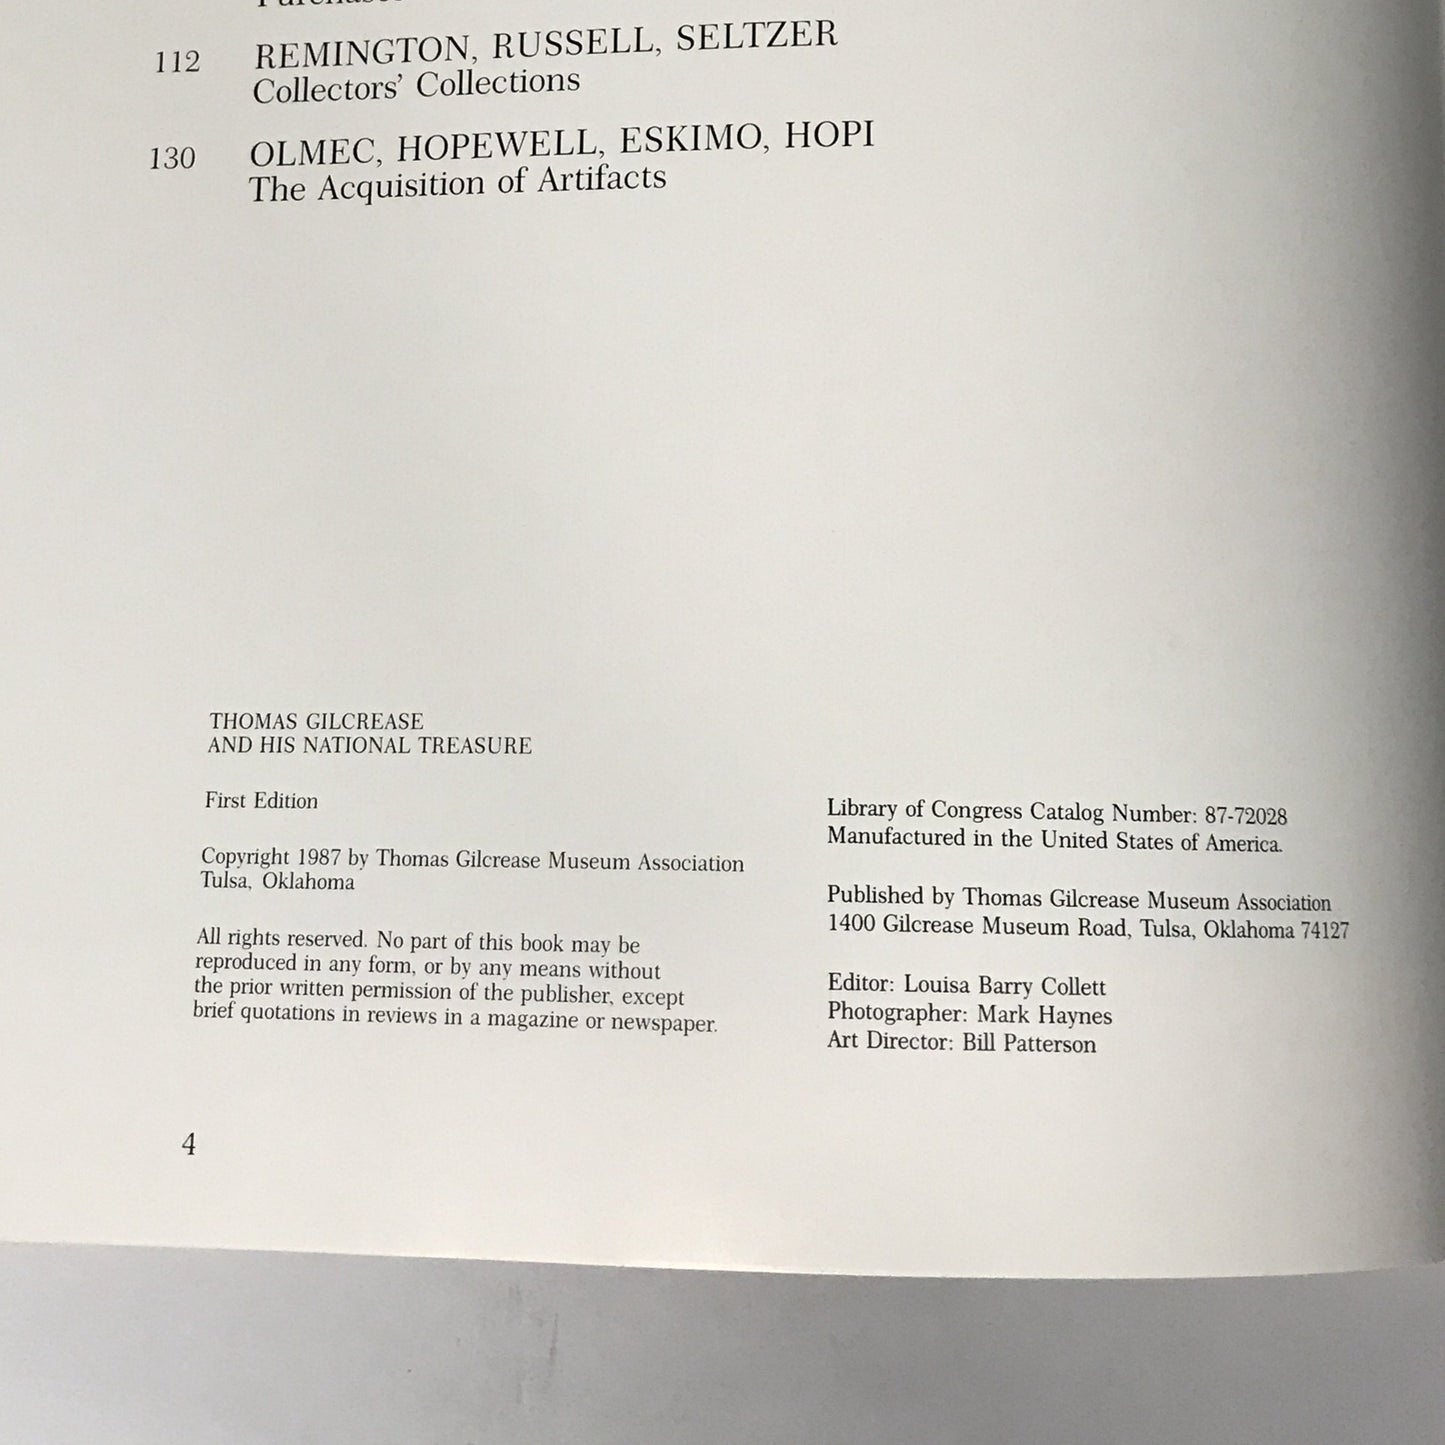 112 REMINGTON, RUSSELL, SELTZER
Collectors' Collections
130 OLMEC, HOPEWELL, ESKIMO, HOPI
The Acquisition of Artifacts
THOMAS GILCREASE
AND HIS NATIONAL TREASURE
First Edition
Copyright 1987 by Thomas Gilcrease Museum Association
Tulsa, Oklahoma
All rights reserved. No part of this book may be
reproduced in any form, or by any means without
the prior written permission of the publisher, except
brief quotations in reviews in a magazine or newspaper.
Library of Congress Catalog Number: 87-72028
Manufactured in the United States of America.
Published by Thomas Gilcrease Museum Association
1400 Gilcrease Museum Road, Tulsa, Oklahoma 74127
Editor: Louisa Barry Collett
Photographer: Mark Haynes
Art Director: Bill Patterson
4